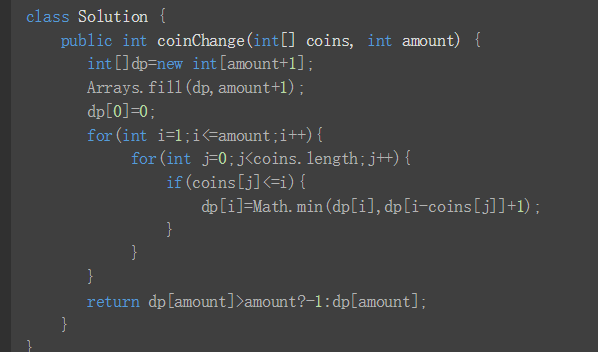 class Solution {
    public int coinChange(int[] coins, int amount) {
       int[]dp=new int[amount+1];
       Arrays.fill(dp,amount+1);
       dp[0]=0;
       for(int i=1;i<=amount;i++){
            for(int j=0;j<coins.length;j++){
                if(coins[j]<=i){
                    dp[i]=Math.min(dp[i],dp[i-coins[j]]+1);
                }
            }
       }
       return dp[amount]>amount?-1:dp[amount];
    }
}